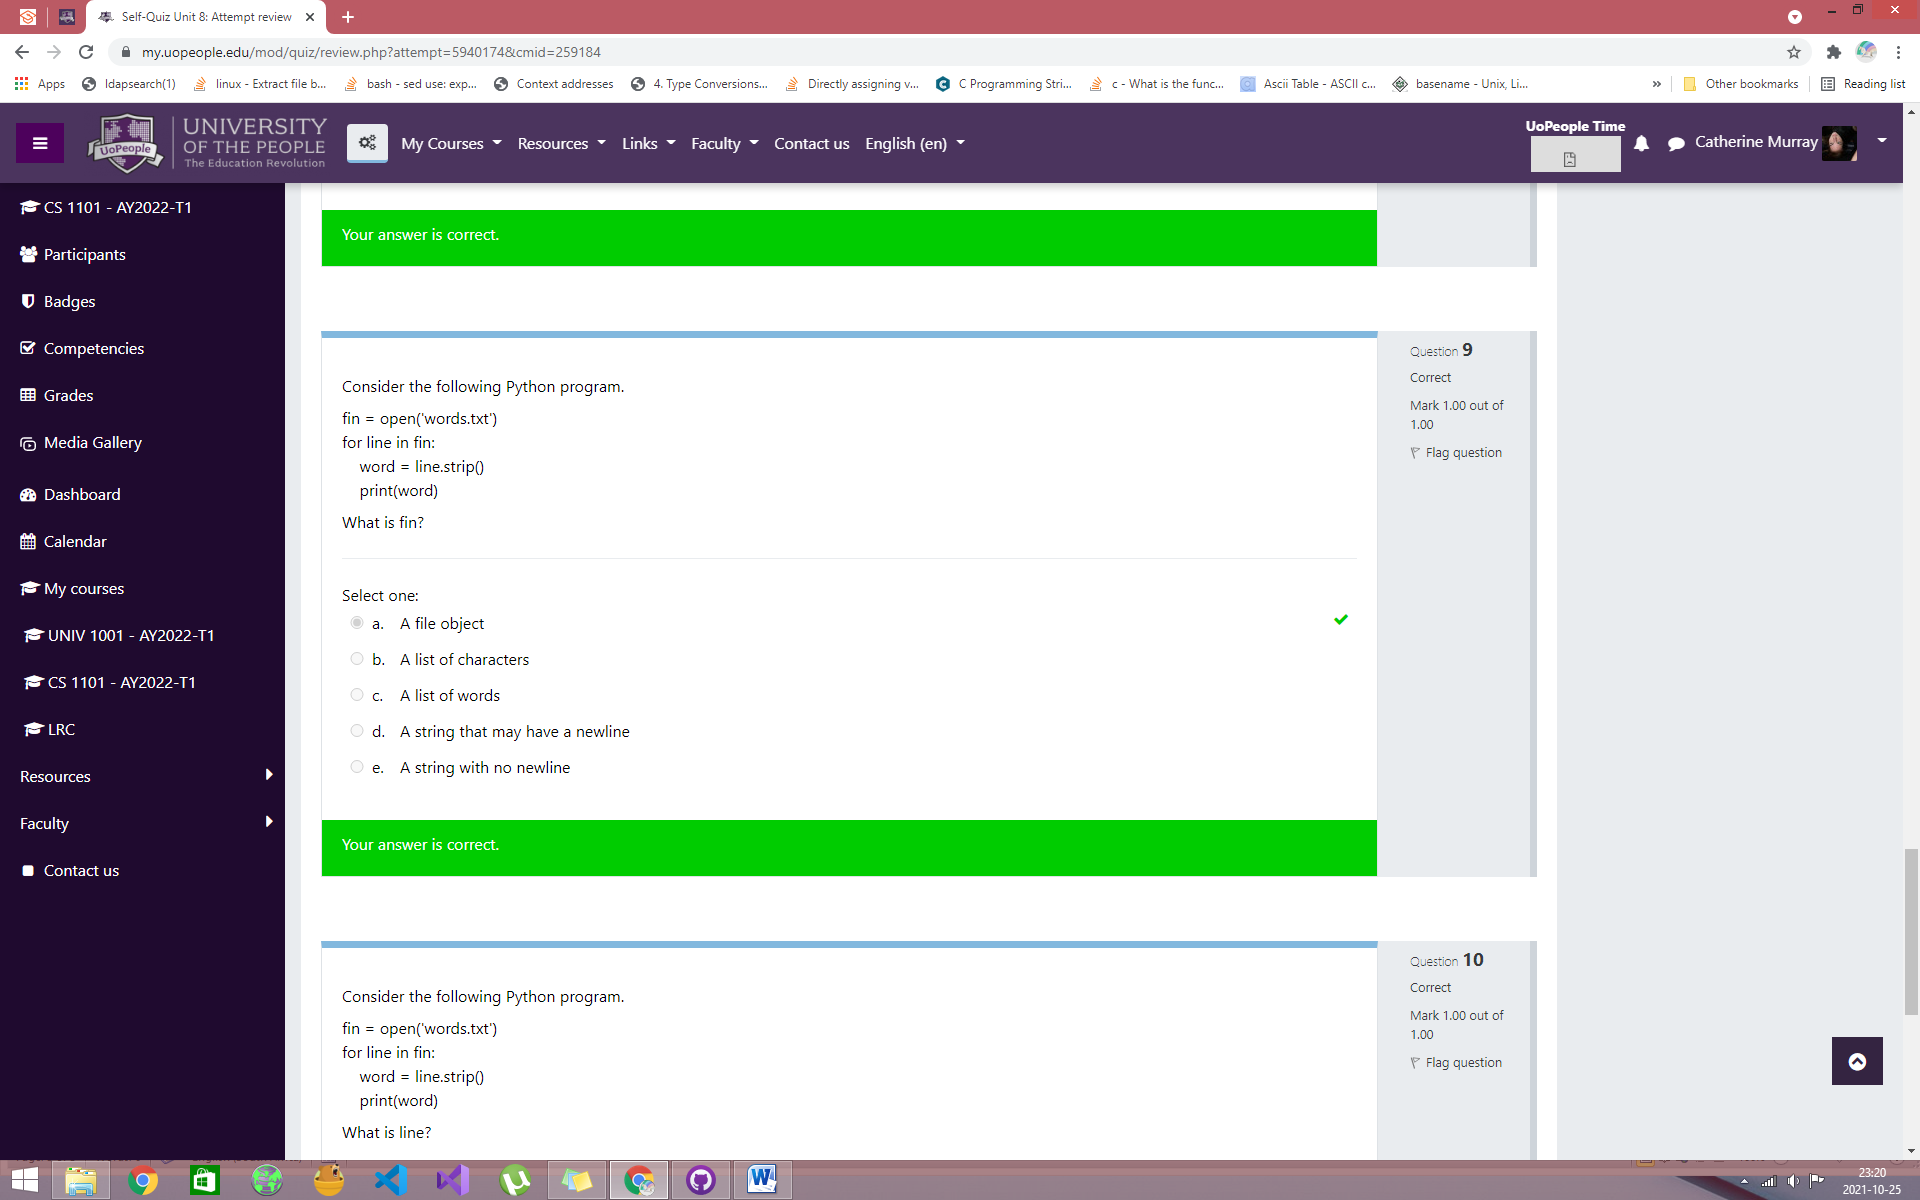 Self-Quiz Unit 8: Attempt review
my.uopeople.edu/mod/quiz/review.php?attempt=5940174&cmid=259184
Apps
ldapsearch(1)
linux - Extract file b...
bash - sed use: exp...
Context addresses
4. Type Conversions...
Directly assigning v...
C Programming Stri...
c - What is the func...
Ascii Table - ASCII c...
basename - Unix, Li...
»
Other bookmarks
Reading list
UoPeople
UNIVERSITY
OF THE PEOPLE
The Education Revolution
My Courses
Resources
Links
Faculty
Contact us
English (en)
UoPeople Time
Catherine Murray
CS 1101 - AY2022-T1
Participants
Badges
Competencies
Grades
Media Gallery
Dashboard
Calendar
My courses
UNIV 1001 - AY2022-T1
CS 1101 - AY2022-T1
LRC
Resources
Faculty
Contact us
Your answer is correct.
Question 9
Correct
Mark 1.00 out of
1.00
Flag question
Consider the following Python program.
fin = open('words.txt')
for line in fin:
word = line.strip()
print(word)
What is fin?
Select one:
a. A file object
b. A list of characters
c. A list of words
d. A string that may have a newline
e. A string with no newline
Your answer is correct.
Question 10
Correct
Mark 1.00 out of
1.00
Flag question
Consider the following Python program.
fin = open('words.txt')
for line in fin:
word = line.strip()
print(word)
What is line?
23:20
2021-10-25